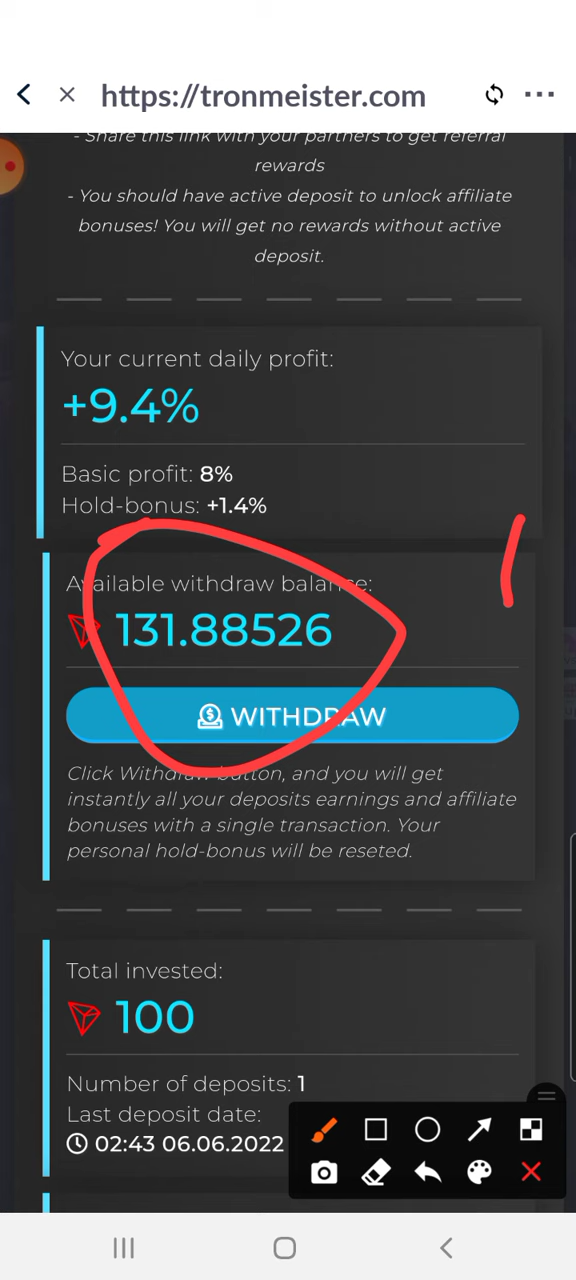 https://tronmeister.com
- Share this link with your partners to get referral
rewards
- You should have active deposit to unlock affiliate
bonuses! You will get no rewards without active
deposit.
Your current daily profit:
+9.4%
Basic profit: 8%
Hold-bonus: +1.4%
Available withdraw balance:
131.88526
WITHDRAW
Click Withdraw button, and you will get
instantly all your deposits earnings and affiliate
bonuses with a single transaction. Your
personal hold-bonus will be reseted.
Total invested:
100
Number of deposits: 1
Last deposit date:
02:43 06.06.2022